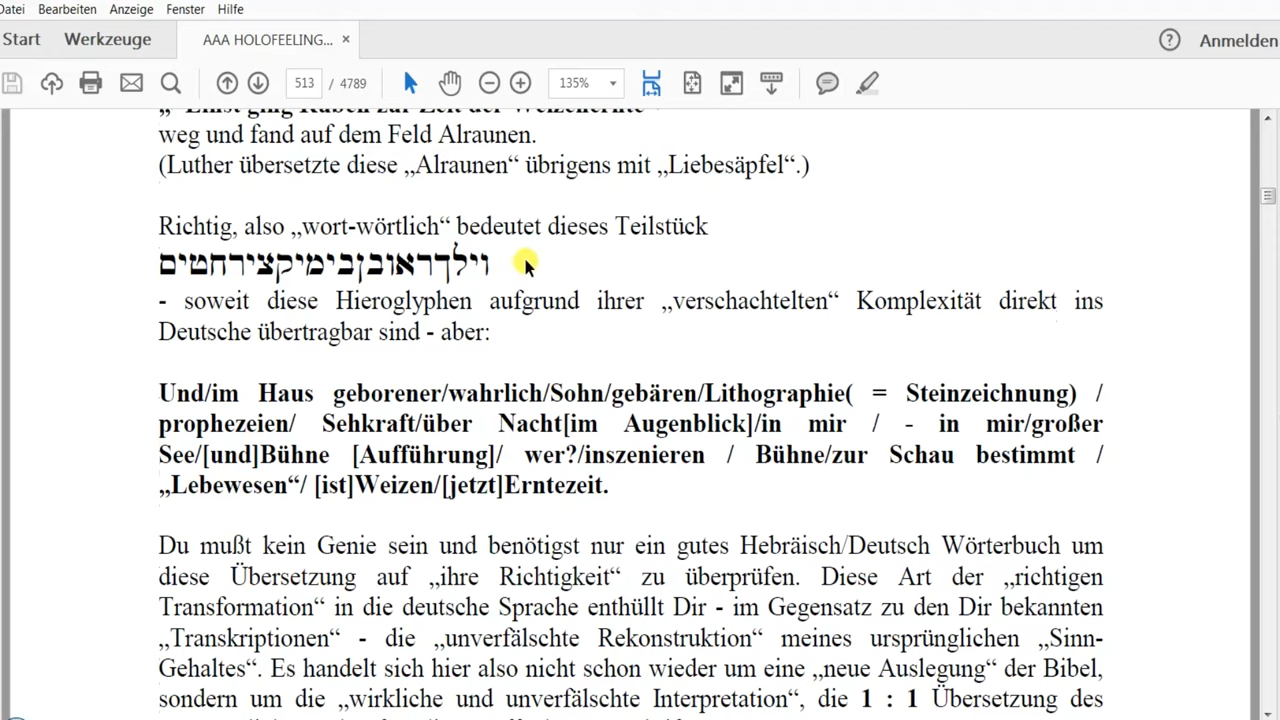 Datei Bearbeiten Anzeige Fenster Hilfe
Start Werkzeuge AAA HOLOFEELING... × ? Anmelden
513 / 4789 135%
„ Einst ging Ruben zur Zeit der Weizenernte
weg und fand auf dem Feld Alraunen.
(Luther übersetzte diese „Alraunen“ übrigens mit „Liebesäpfel“.)
Richtig, also „wort-wörtlich“ bedeutet dieses Teilstück
וילךראובןבימיקצירחטים
- soweit diese Hieroglyphen aufgrund ihrer „verschachtelten“ Komplexität direkt ins
Deutsche übertragbar sind - aber:
Und/im Haus geborener/wahrlich/Sohn/gebären/Lithographie( = Steinzeichnung) /
prophezeien/ Sehkraft/über Nacht[im Augenblick]/in mir / - in mir/großer
See/[und]Bühne [Aufführung]/ wer?/inszenieren / Bühne/zur Schau bestimmt /
„Lebewesen“/ [ist]Weizen/[jetzt]Erntezeit.
Du mußt kein Genie sein und benötigst nur ein gutes Hebräisch/Deutsch Wörterbuch um
diese Übersetzung auf „ihre Richtigkeit“ zu überprüfen. Diese Art der „richtigen
Transformation“ in die deutsche Sprache enthüllt Dir - im Gegensatz zu den Dir bekannten
„Transkriptionen“ - die „unverfälschte Rekonstruktion“ meines ursprünglichen „Sinn-
Gehaltes“. Es handelt sich hier also nicht schon wieder um eine „neue Auslegung“ der Bibel,
sondern um die „wirkliche und unverfälschte Interpretation“, die 1 : 1 Übersetzung des